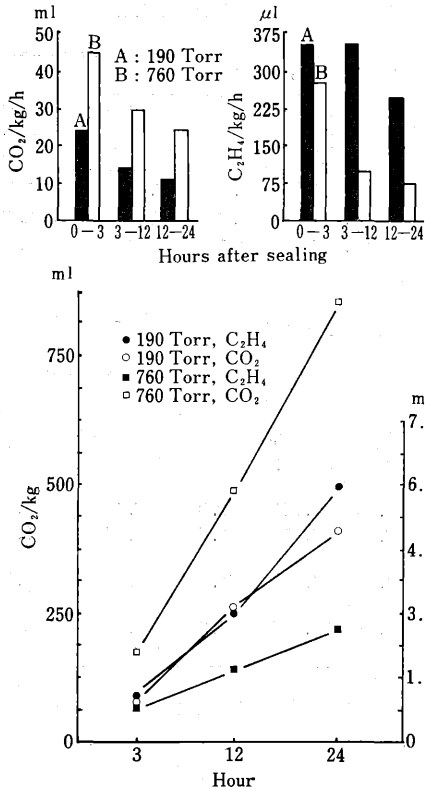 ml
50
40
30
20
10
0
CO₂/kg/h
A
B
A : 190 Torr
B : 760 Torr
0-3 3-12 12-24
μl
375
300
225
150
75
0
C₂H₄/kg/h
A
B
0-3 3-12 12-24
Hours after sealing
ml
750
500
250
0
CO₂/kg
● 190 Torr, C₂H₄
○ 190 Torr, CO₂
■ 760 Torr, C₂H₄
□ 760 Torr, CO₂
m
7.
6.
4.
3.
1.
0
3 12 24
Hour